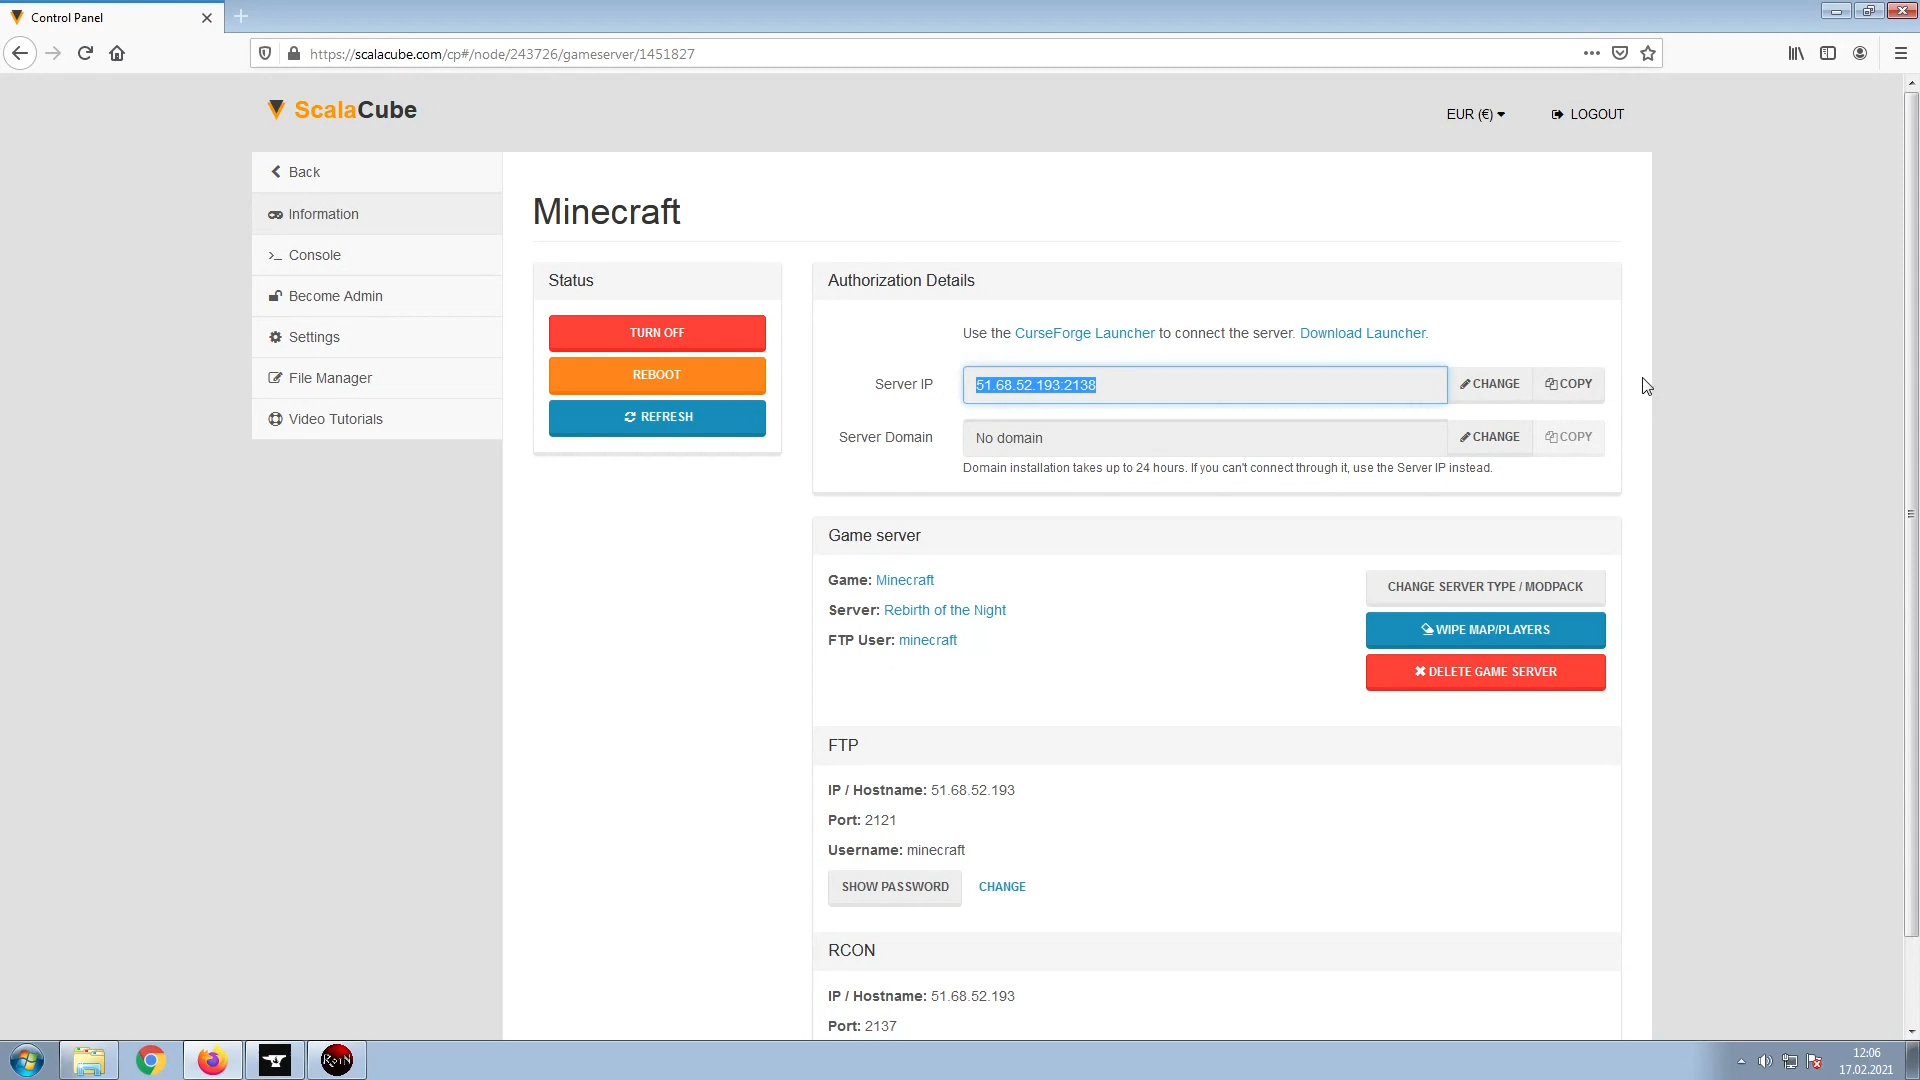 Control Panel
https://scalacube.com/cp#/node/243726/gameserver/1451827
ScalaCube
EUR (€)
LOGOUT
Back
Information
Console
Become Admin
Settings
File Manager
Video Tutorials
Minecraft
Status
TURN OFF
REBOOT
REFRESH
Authorization Details
Use the CurseForge Launcher to connect the server. Download Launcher.
Server IP
51.68.52.193:2138
CHANGE
COPY
Server Domain
No domain
CHANGE
COPY
Domain installation takes up to 24 hours. If you can't connect through it, use the Server IP instead.
Game server
Game: Minecraft
Server: Rebirth of the Night
FTP User: minecraft
CHANGE SERVER TYPE / MODPACK
WIPE MAP/PLAYERS
DELETE GAME SERVER
FTP
IP / Hostname: 51.68.52.193
Port: 2121
Username: minecraft
SHOW PASSWORD
CHANGE
RCON
IP / Hostname: 51.68.52.193
Port: 2137
RotN
12:06
17.02.2021